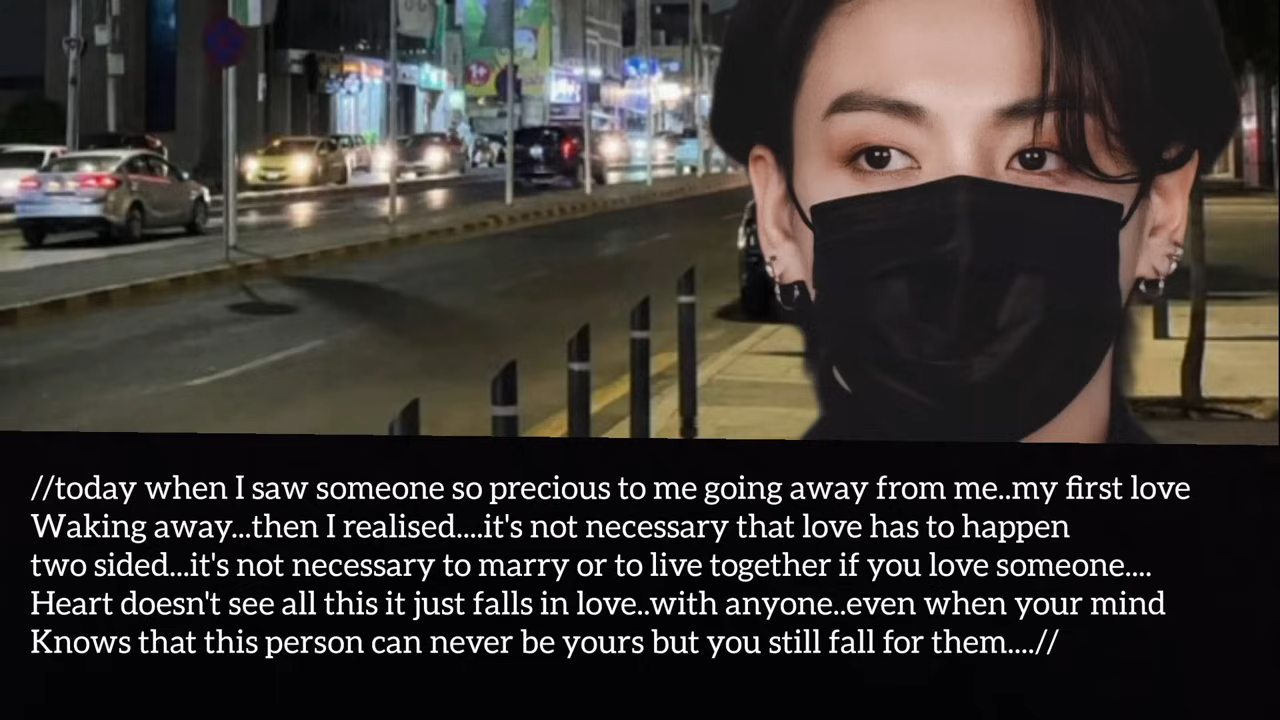 //today when I saw someone so precious to me going away from me..my first love
Waking away...then I realised....it's not necessary that love has to happen
two sided...it's not necessary to marry or to live together if you love someone....
Heart doesn't see all this it just falls in love..with anyone..even when your mind
Knows that this person can never be yours but you still fall for them....//